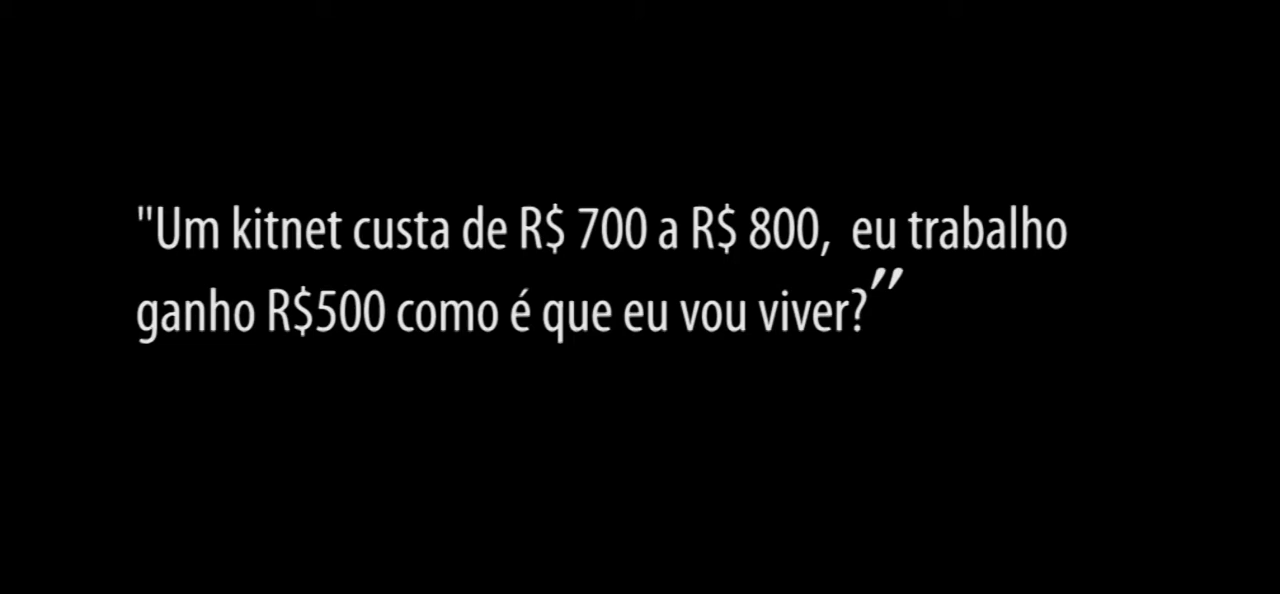 "Um kitnet custa de R$ 700 a R$ 800,  eu trabalho
ganho R$500 como é que eu vou viver?”